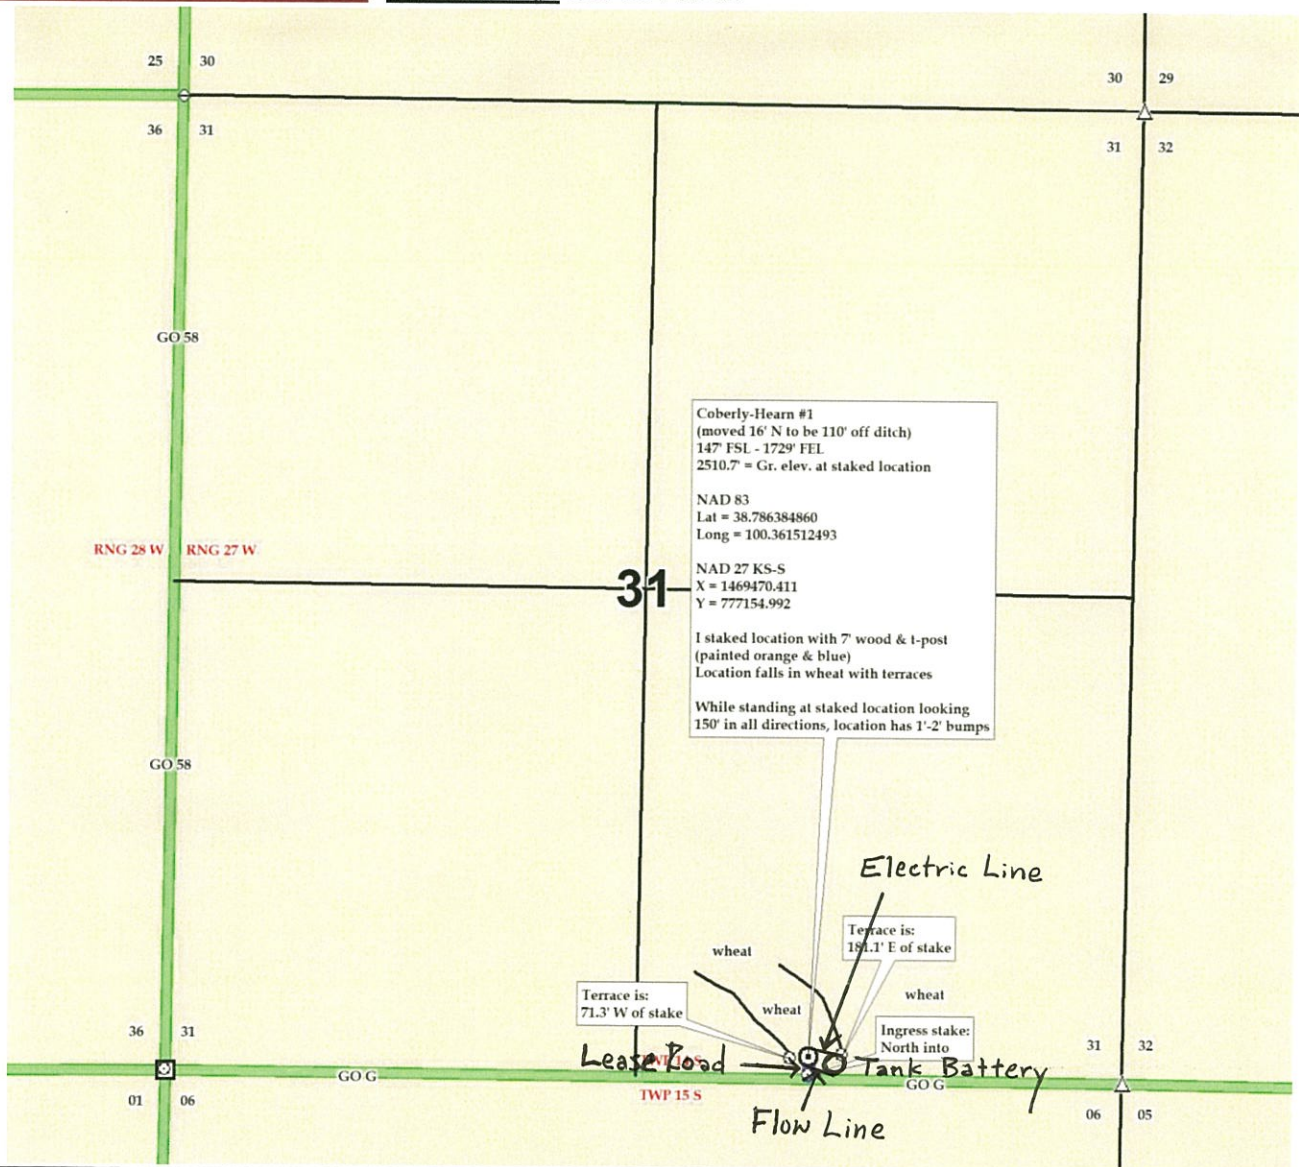 25 30
30 29
36 31
31 32
GO 58
Coberly-Hearn #1
(moved 16' N to be 110' off ditch)
147' FSL - 1729' FEL
2510.7' = Gr. elev. at staked location
NAD 83
Lat = 38.786384860
Long = 100.361512493
RNG 28 W RNG 27 W
NAD 27 KS-S
X = 1469470.411
Y = 777154.992
31
I staked location with 7' wood & t-post
(painted orange & blue)
Location falls in wheat with terraces
While standing at staked location looking
150' in all directions, location has 1'-2' bumps
GO 58
Electric Line
Terrace is:
181.1' E of stake
wheat
Terrace is:
71.3' W of stake
wheat
wheat
Ingress stake:
North into
36 31
31 32
Lease Road
Tank Battery
GO G
GO G
TWP 15 S
01 06
06 05
Flow Line